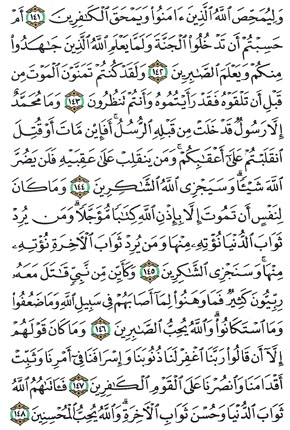 وَلِيُمَحِّصَ ٱللَّهُ ٱلَّذِينَ ءَامَنُوا۟ وَيَمْحَقَ ٱلْكَـٰفِرِينَ ١٤١ أَمْ
حَسِبْتُمْ أَن تَدْخُلُوا۟ ٱلْجَنَّةَ وَلَمَّا يَعْلَمِ ٱللَّهُ ٱلَّذِينَ جَـٰهَدُوا۟
مِنكُمْ وَيَعْلَمَ ٱلصَّـٰبِرِينَ ١٤٢ وَلَقَدْ كُنتُمْ تَمَنَّوْنَ ٱلْمَوْتَ مِن
قَبْلِ أَن تَلْقَوْهُ فَقَدْ رَأَيْتُمُوهُ وَأَنتُمْ تَنظُرُونَ ١٤٣ وَمَا مُحَمَّدٌ
إِلَّا رَسُولٌ قَدْ خَلَتْ مِن قَبْلِهِ ٱلرُّسُلُ ۚ أَفَإِي۟ن مَّاتَ أَوْ قُتِلَ
ٱنقَلَبْتُمْ عَلَىٰٓ أَعْقَـٰبِكُمْ ۚ وَمَن يَنقَلِبْ عَلَىٰ عَقِبَيْهِ فَلَن يَضُرَّ
ٱللَّهَ شَيْـًٔا ۗ وَسَيَجْزِى ٱللَّهُ ٱلشَّـٰكِرِينَ ١٤٤ وَمَا كَانَ
لِنَفْسٍ أَن تَمُوتَ إِلَّا بِإِذْنِ ٱللَّهِ كِتَـٰبًا مُّؤَجَّلًا ۗ وَمَن يُرِدْ
ثَوَابَ ٱلدُّنْيَا نُؤْتِهِۦ مِنْهَا وَمَن يُرِدْ ثَوَابَ ٱلْـَٔاخِرَةِ نُؤْتِهِۦ
مِنْهَا ۚ وَسَنَجْزِى ٱلشَّـٰكِرِينَ ١٤٥ وَكَأَيِّن مِّن نَّبِىٍّ قَـٰتَلَ مَعَهُۥ
رِبِّيُّونَ كَثِيرٌ فَمَا وَهَنُوا۟ لِمَآ أَصَابَهُمْ فِى سَبِيلِ ٱللَّهِ وَمَا ضَعُفُوا۟
وَمَا ٱسْتَكَانُوا۟ ۗ وَٱللَّهُ يُحِبُّ ٱلصَّـٰبِرِينَ ١٤٦ وَمَا كَانَ قَوْلَهُمْ
إِلَّآ أَن قَالُوا۟ رَبَّنَا ٱغْفِرْ لَنَا ذُنُوبَنَا وَإِسْرَافَنَا فِىٓ أَمْرِنَا وَثَبِّتْ
أَقْدَامَنَا وَٱنصُرْنَا عَلَى ٱلْقَوْمِ ٱلْكَـٰفِرِينَ ١٤٧ فَـَٔاتَىٰهُمُ ٱللَّهُ
ثَوَابَ ٱلدُّنْيَا وَحُسْنَ ثَوَابِ ٱلْـَٔاخِرَةِ ۗ وَٱللَّهُ يُحِبُّ ٱلْمُحْسِنِينَ ١٤٨